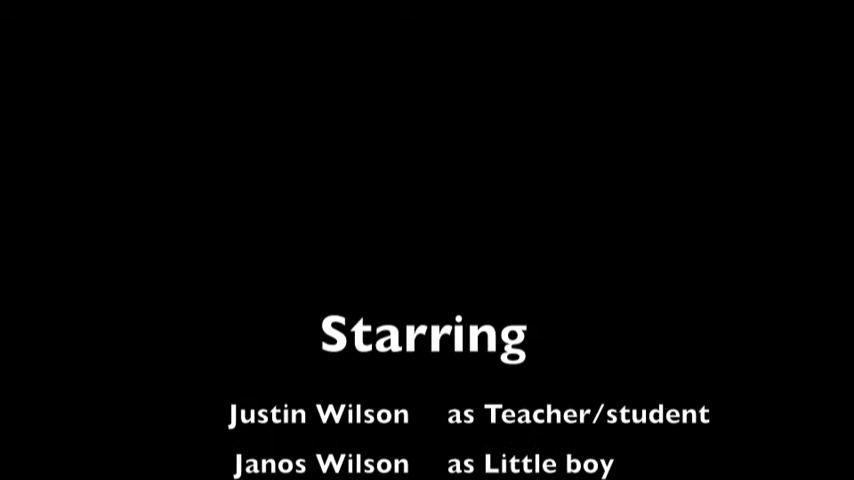 Starring
Justin Wilson as Teacher/student
Janos Wilson as Little boy